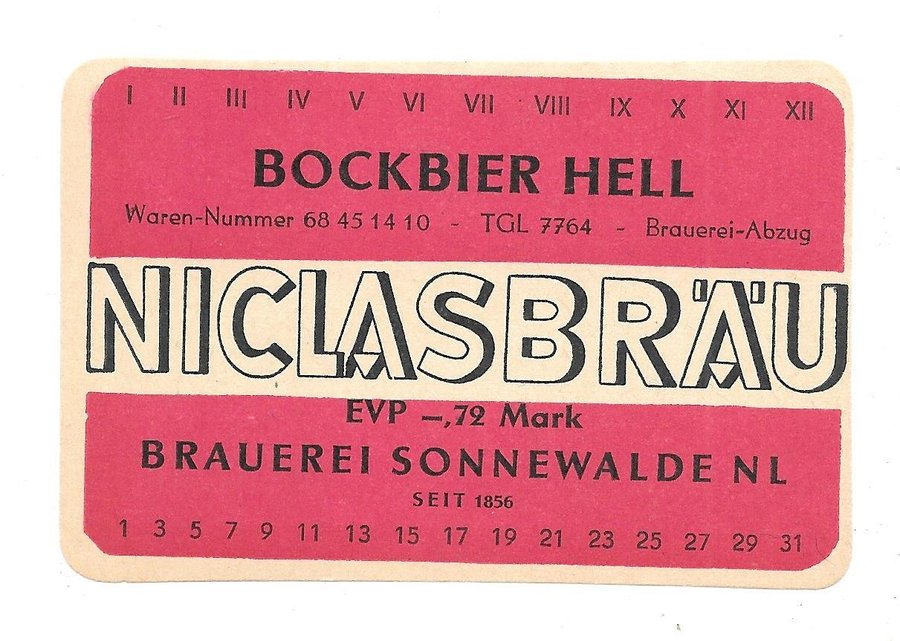 I II III IV V VI VII VIII IX X XI XII
BOCKBIER HELL
Waren-Nummer 68 45 14 10 - TGL 7764 - Brauerei-Abzug
NICLASBRÄU
EVP –,72 Mark
BRAUEREI SONNEWALDE NL
SEIT 1856
1 3 5 7 9 11 13 15 17 19 21 23 25 27 29 31